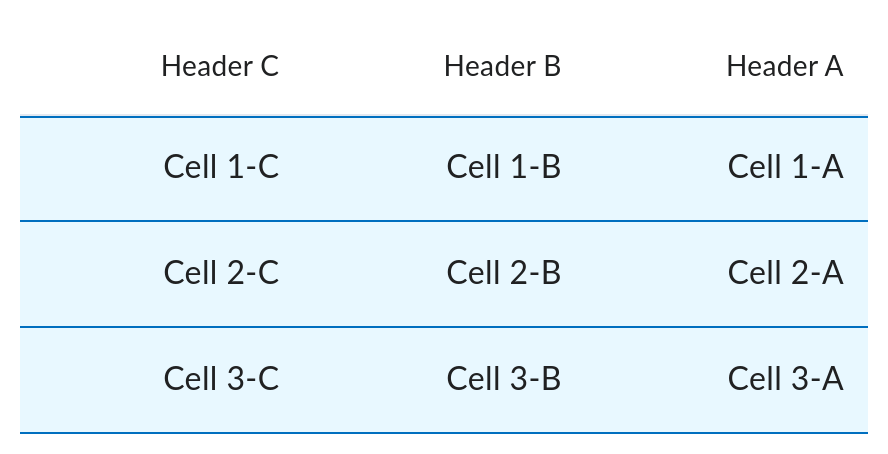 Header C Header B Header A
Cell 1-C Cell 1-B Cell 1-A
Cell 2-C Cell 2-B Cell 2-A
Cell 3-C Cell 3-B Cell 3-A